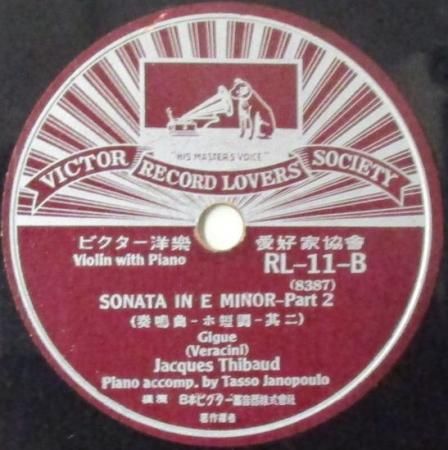 "HIS MASTER'S VOICE"
VICTOR RECORD LOVERS SOCIETY
ビクター洋樂 愛好家協會
Violin with Piano RL-11-B
(8387)
SONATA IN E MINOR-Part 2
(奏鳴曲-ホ短調-其二)
Gigue
(Veracini)
Jacques Thibaud
Piano accomp. by Tasso Janopoulo
日本ビクター蓄音器株式會社